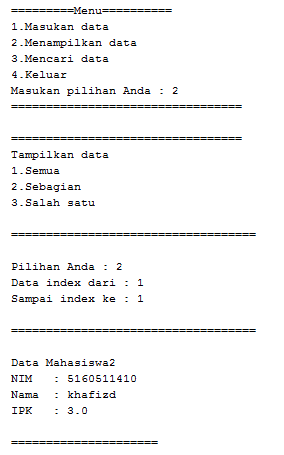 =========Menu==========
1.Masukan data
2.Menampilkan data
3.Mencari data
4.Keluar
Masukan pilihan Anda : 2
=================================
=================================
Tampilkan data
1.Semua
2.Sebagian
3.Salah satu
===================================
Pilihan Anda : 2
Data index dari : 1
Sampai index ke : 1
===================================
Data Mahasiswa2
NIM   : 5160511410
Nama  : khafizd
IPK   : 3.0
=====================